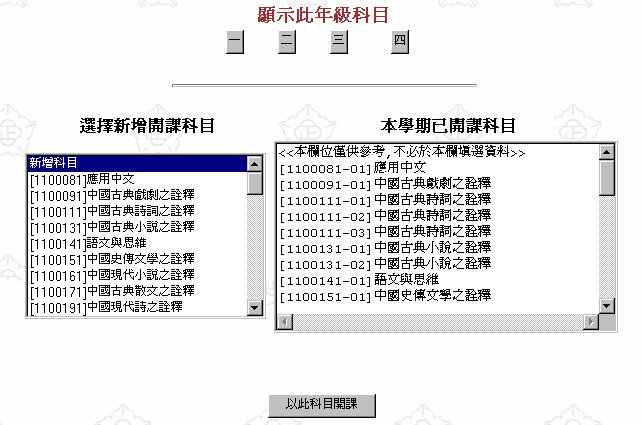 顯示此年級科目
一 二 三 四
選擇新增開課科目
新增科目
[1100081]應用中文
[1100091]中國古典戲劇之詮釋
[1100111]中國古典詩詞之詮釋
[1100131]中國古典小說之詮釋
[1100141]語文與思維
[1100151]中國史傳文學之詮釋
[1100161]中國現代小說之詮釋
[1100171]中國古典散文之詮釋
[1100191]中國現代詩之詮釋
本學期已開課科目
<<本欄位僅供參考,不必於本欄填選資料>>
[1100081-01]應用中文
[1100091-01]中國古典戲劇之詮釋
[1100111-01]中國古典詩詞之詮釋
[1100111-02]中國古典詩詞之詮釋
[1100111-03]中國古典詩詞之詮釋
[1100131-01]中國古典小說之詮釋
[1100131-02]中國古典小說之詮釋
[1100141-01]語文與思維
[1100151-01]中國史傳文學之詮釋
以此科目開課